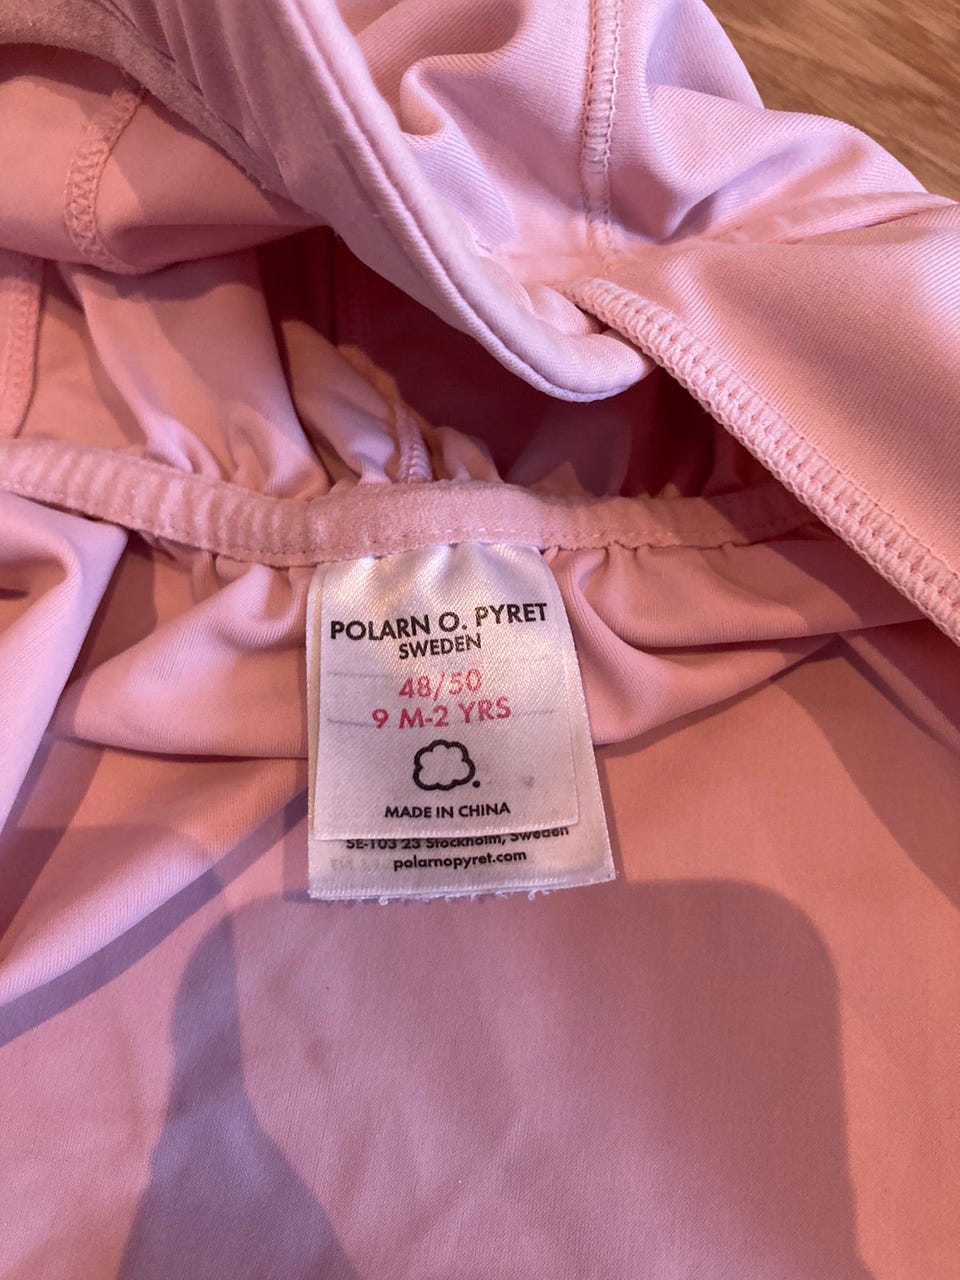 POLARN O. PYRET
SWEDEN
48/50
9 M-2 YRS
MADE IN CHINA
SE-103 23 Stockholm, Sweden
polarnopyret.com